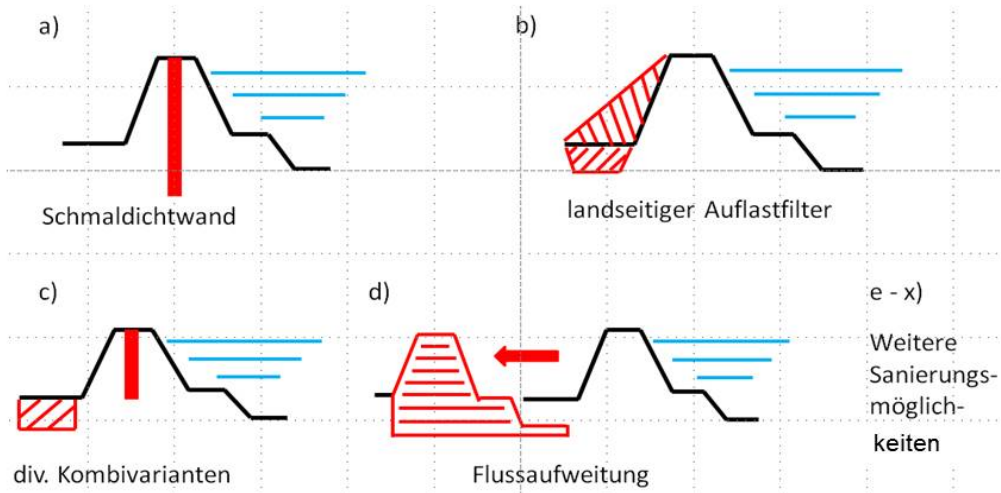 a)
b)
Schmaldichtwand
landseitiger Auflastfilter
c)
d)
e - x)
Weitere
Sanierungs-
möglich-
keiten
div. Kombivarianten
Flussaufweitung